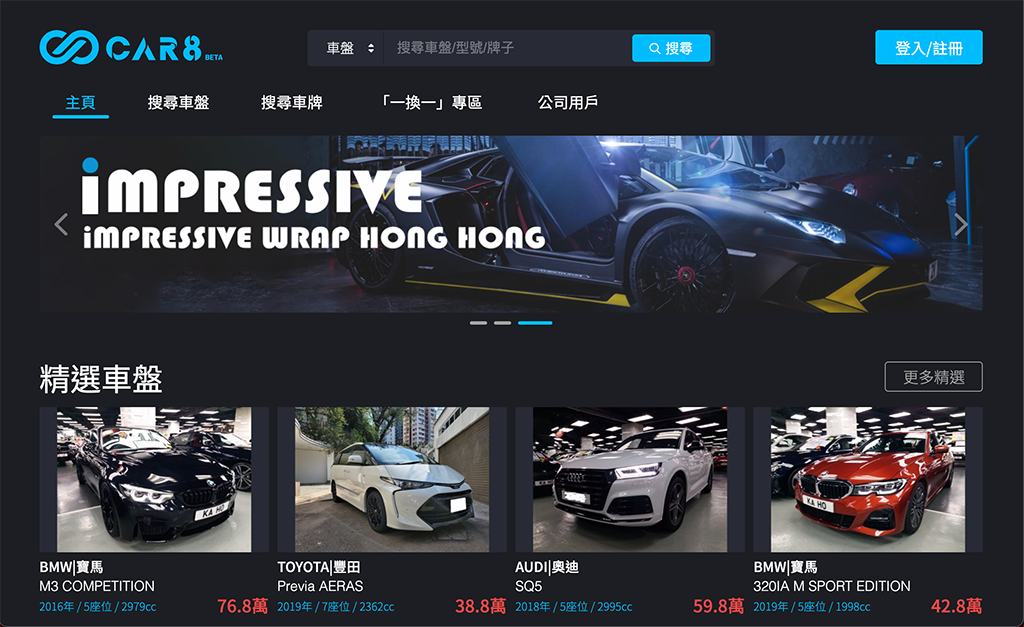 CAR8 BETA
車盤 搜尋車盤/型號/牌子 搜尋 登入/註冊
主頁 搜尋車盤 搜尋車牌 「一換一」專區 公司用戶
iMPRESSIVE
iMPRESSIVE WRAP HONG HONG
精選車盤 更多精選
KA HO
KA HO
BMW|寶馬 TOYOTA|豐田 AUDI|奧迪 BMW|寶馬
M3 COMPETITION Previa AERAS SQ5 320IA M SPORT EDITION
2016年 / 5座位 / 2979cc 76.8萬 2019年 / 7座位 / 2362cc 38.8萬 2018年 / 5座位 / 2995cc 59.8萬 2019年 / 5座位 / 1998cc 42.8萬